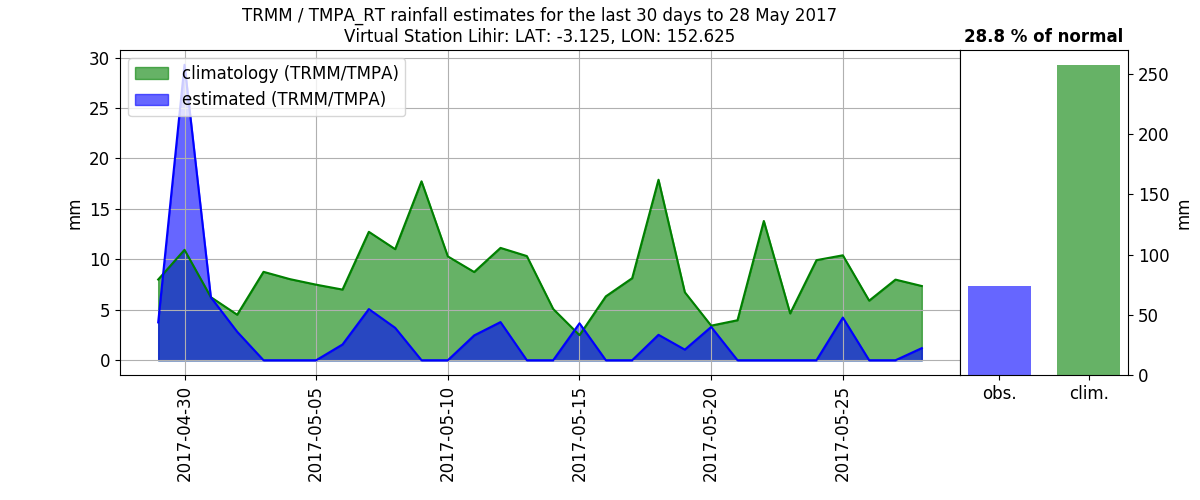 TRMM / TMPA_RT rainfall estimates for the last 30 days to 28 May 2017
Virtual Station Lihir: LAT: -3.125, LON: 152.625
28.8 % of normal
climatology (TRMM/TMPA)
estimated (TRMM/TMPA)
mm
30
25
20
15
10
5
0
2017-04-30
2017-05-05
2017-05-10
2017-05-15
2017-05-20
2017-05-25
250
200
150
100
50
0
mm
obs.
clim.